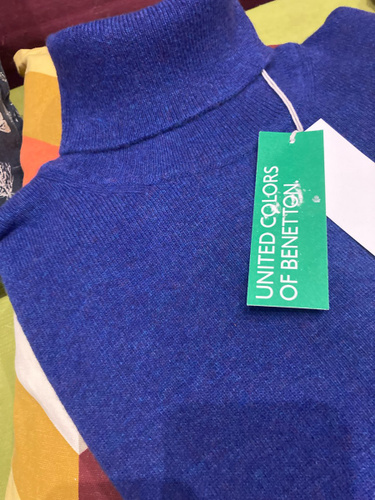 UNITED COLORS
OF BENETTON.